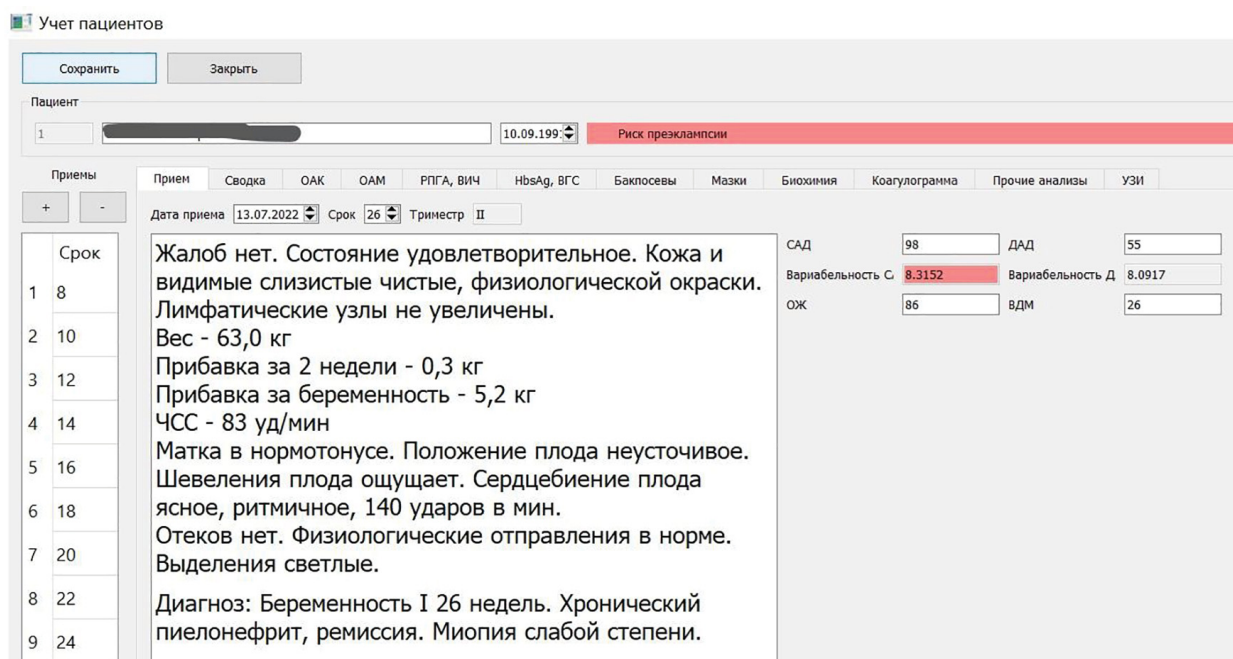 Учет пациентов
Сохранить Закрыть
Пациент
1 10.09.199 Риск преэклампсии
Приемы Прием Сводка ОАК ОАМ РПГА, ВИЧ HbsAg, ВГС Бакпосевы Мазки Биохимия Коагулограмма Прочие анализы УЗИ
+ - Дата приема 13.07.2022 Срок 26 Триместр II
Срок
1 8
2 10
3 12
4 14
5 16
6 18
7 20
8 22
9 24
Жалоб нет. Состояние удовлетворительное. Кожа и
видимые слизистые чистые, физиологической окраски.
Лимфатические узлы не увеличены.
Вес - 63,0 кг
Прибавка за 2 недели - 0,3 кг
Прибавка за беременность - 5,2 кг
ЧСС - 83 уд/мин
Матка в нормотонусе. Положение плода неусточивое.
Шевеления плода ощущает. Сердцебиение плода
ясное, ритмичное, 140 ударов в мин.
Отеков нет. Физиологические отправления в норме.
Выделения светлые.
Диагноз: Беременность I 26 недель. Хронический
пиелонефрит, ремиссия. Миопия слабой степени.
САД 98 ДАД 55
Вариабельность С 8.3152 Вариабельность Д 8.0917
ОЖ 86 ВДМ 26